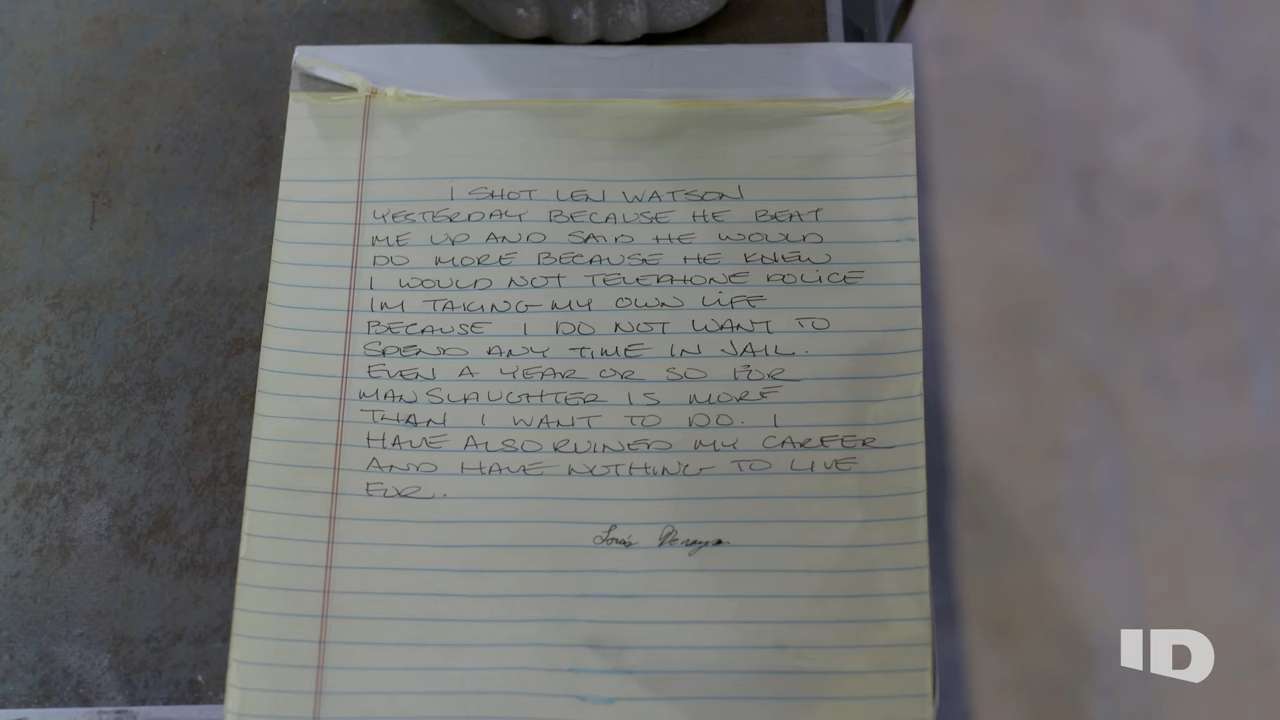 I SHOT LEN WATSON
YESTERDAY BECAUSE HE BEAT
ME UP AND SAID HE WOULD
DO MORE BECAUSE HE KNEW
I WOULD NOT TELEPHONE POLICE
IM TAKING MY OWN LIFE
BECAUSE I DO NOT WANT TO
SPEND ANY TIME IN JAIL.
EVEN A YEAR OR SO FOR
MANSLAUGHTER IS MORE
THAN I WANT TO DO. I
HAVE ALSO RUINED MY CAREER
AND HAVE NOTHING TO LIVE
FOR.
ID